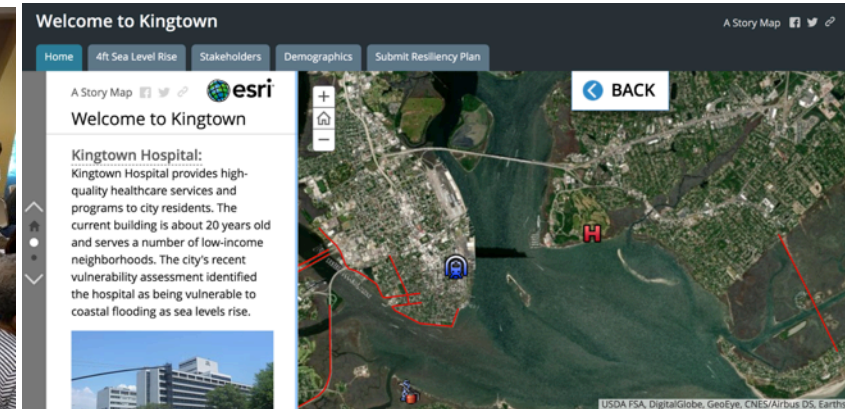 Welcome to Kingtown
A Story Map
Home
4ft Sea Level Rise
Stakeholders
Demographics
Submit Resiliency Plan
A Story Map
esri
Welcome to Kingtown
Kingtown Hospital:
Kingtown Hospital provides high-
quality healthcare services and
programs to city residents. The
current building is about 20 years old
and serves a number of low-income
neighborhoods. The city's recent
vulnerability assessment identified
the hospital as being vulnerable to
coastal flooding as sea levels rise.
+
−
BACK
H
USDA FSA, DigitalGlobe, GeoEye, CNES/Airbus DS, Earths